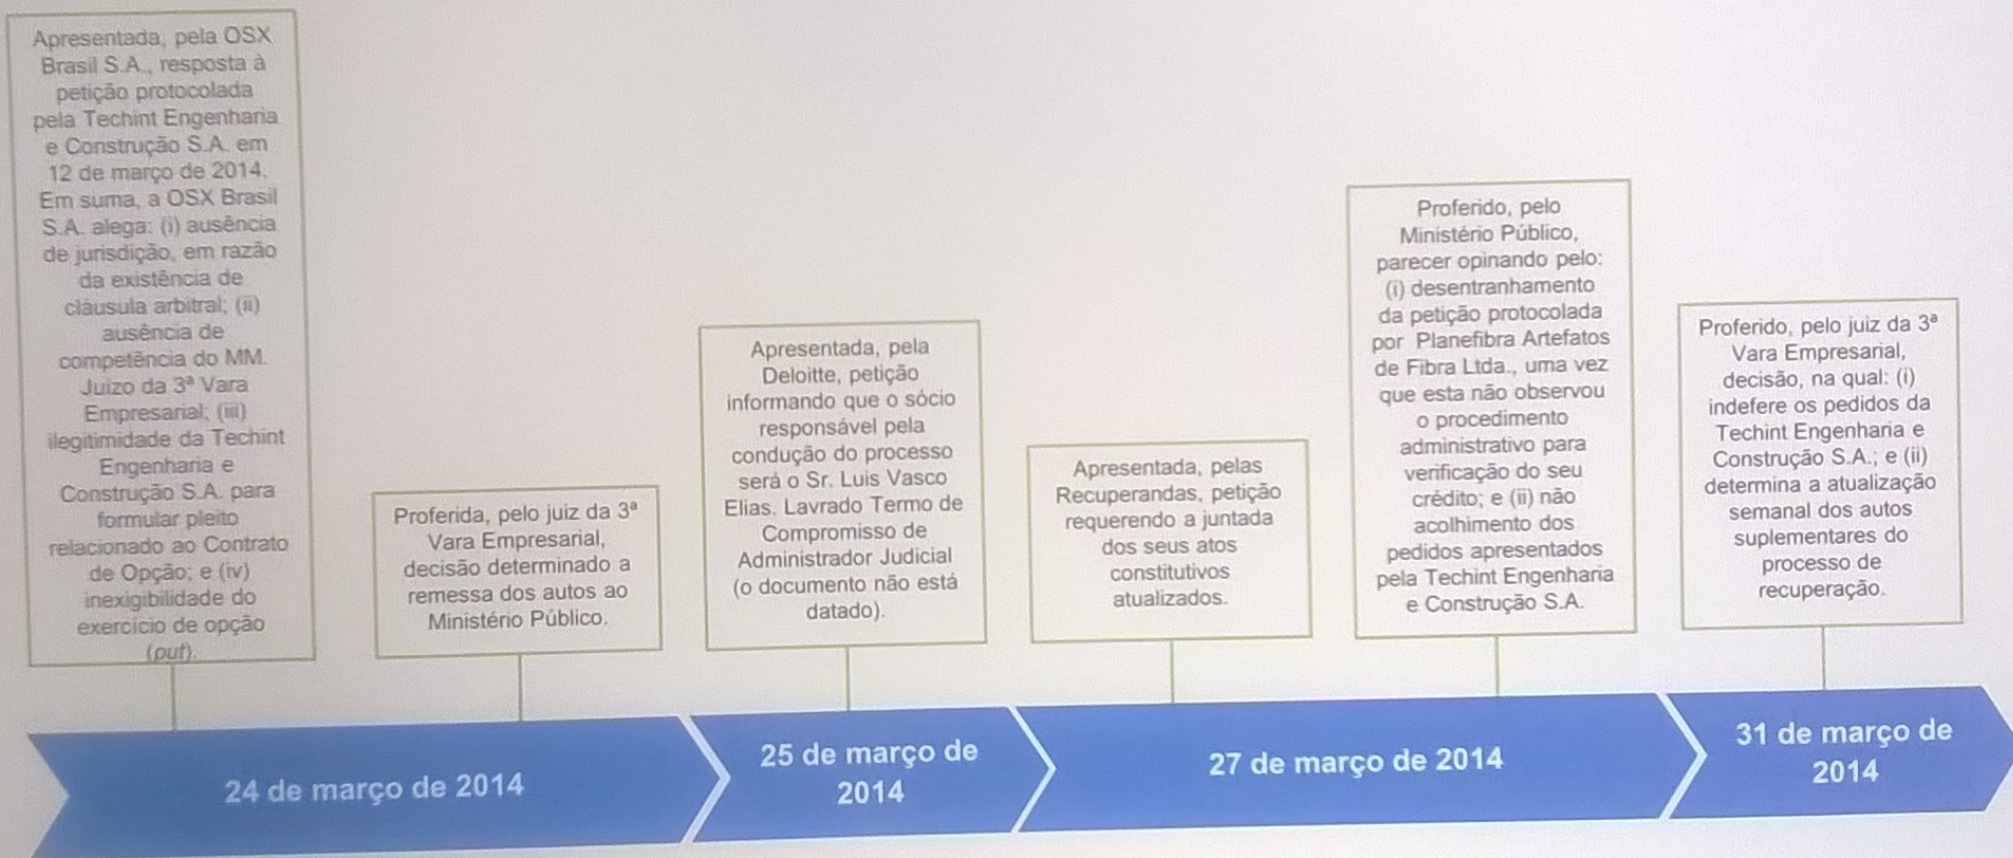 Apresentada, pela OSX
Brasil S.A., resposta à
petição protocolada
pela Techint Engenharia
e Construção S.A. em
12 de março de 2014.
Em suma, a OSX Brasil
S.A. alega: (i) ausência
de jurisdição, em razão
da existência de
cláusula arbitral; (ii)
ausência de
competência do MM.
Juízo da 3ª Vara
Empresarial; (iii)
ilegitimidade da Techint
Engenharia e
Construção S.A. para
formular pleito
relacionado ao Contrato
de Opção; e (iv)
inexigibilidade do
exercício de opção
(put).
Proferida, pelo juiz da 3ª
Vara Empresarial,
decisão determinado a
remessa dos autos ao
Ministério Público.
24 de março de 2014
Apresentada, pela
Deloitte, petição
informando que o sócio
responsável pela
condução do processo
será o Sr. Luis Vasco
Elias. Lavrado Termo de
Compromisso de
Administrador Judicial
(o documento não está
datado).
25 de março de
2014
Apresentada, pelas
Recuperandas, petição
requerendo a juntada
dos seus atos
constitutivos
atualizados.
Proferido, pelo
Ministério Público,
parecer opinando pelo:
(i) desentranhamento
da petição protocolada
por Planefibra Artefatos
de Fibra Ltda., uma vez
que esta não observou
o procedimento
administrativo para
verificação do seu
crédito; e (ii) não
acolhimento dos
pedidos apresentados
pela Techint Engenharia
e Construção S.A.
27 de março de 2014
Proferido, pelo juiz da 3ª
Vara Empresarial,
decisão, na qual: (i)
indefere os pedidos da
Techint Engenharia e
Construção S.A.; e (ii)
determina a atualização
semanal dos autos
suplementares do
processo de
recuperação.
31 de março de
2014